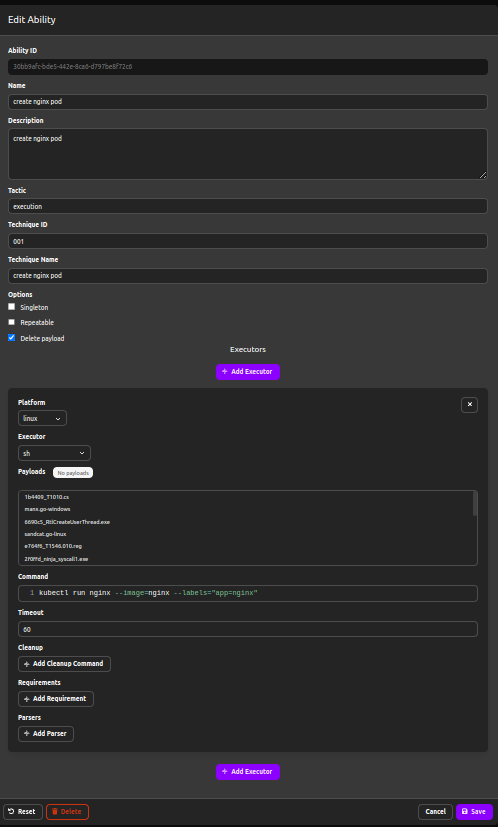 Edit Ability
Ability ID
30bb9afc-bde5-442e-8ca6-d797be8f72c6
Name
create nginx pod
Description
create nginx pod
Tactic
execution
Technique ID
001
Technique Name
create nginx pod
Options
Singleton
Repeatable
Delete payload
Executors
+ Add Executor
Platform
linux
Executor
sh
Payloads No payloads
1b4409_T1010.cs
manx.go-windows
6690c5_RtlCreateUserThread.exe
sandcat.go-linux
e764f6_T1546.010.reg
2f0ffd_ninja_syscall1.exe
Command
1 kubectl run nginx --image=nginx --labels="app=nginx"
Timeout
60
Cleanup
+ Add Cleanup Command
Requirements
+ Add Requirement
Parsers
+ Add Parser
+ Add Executor
Reset Delete Cancel Save